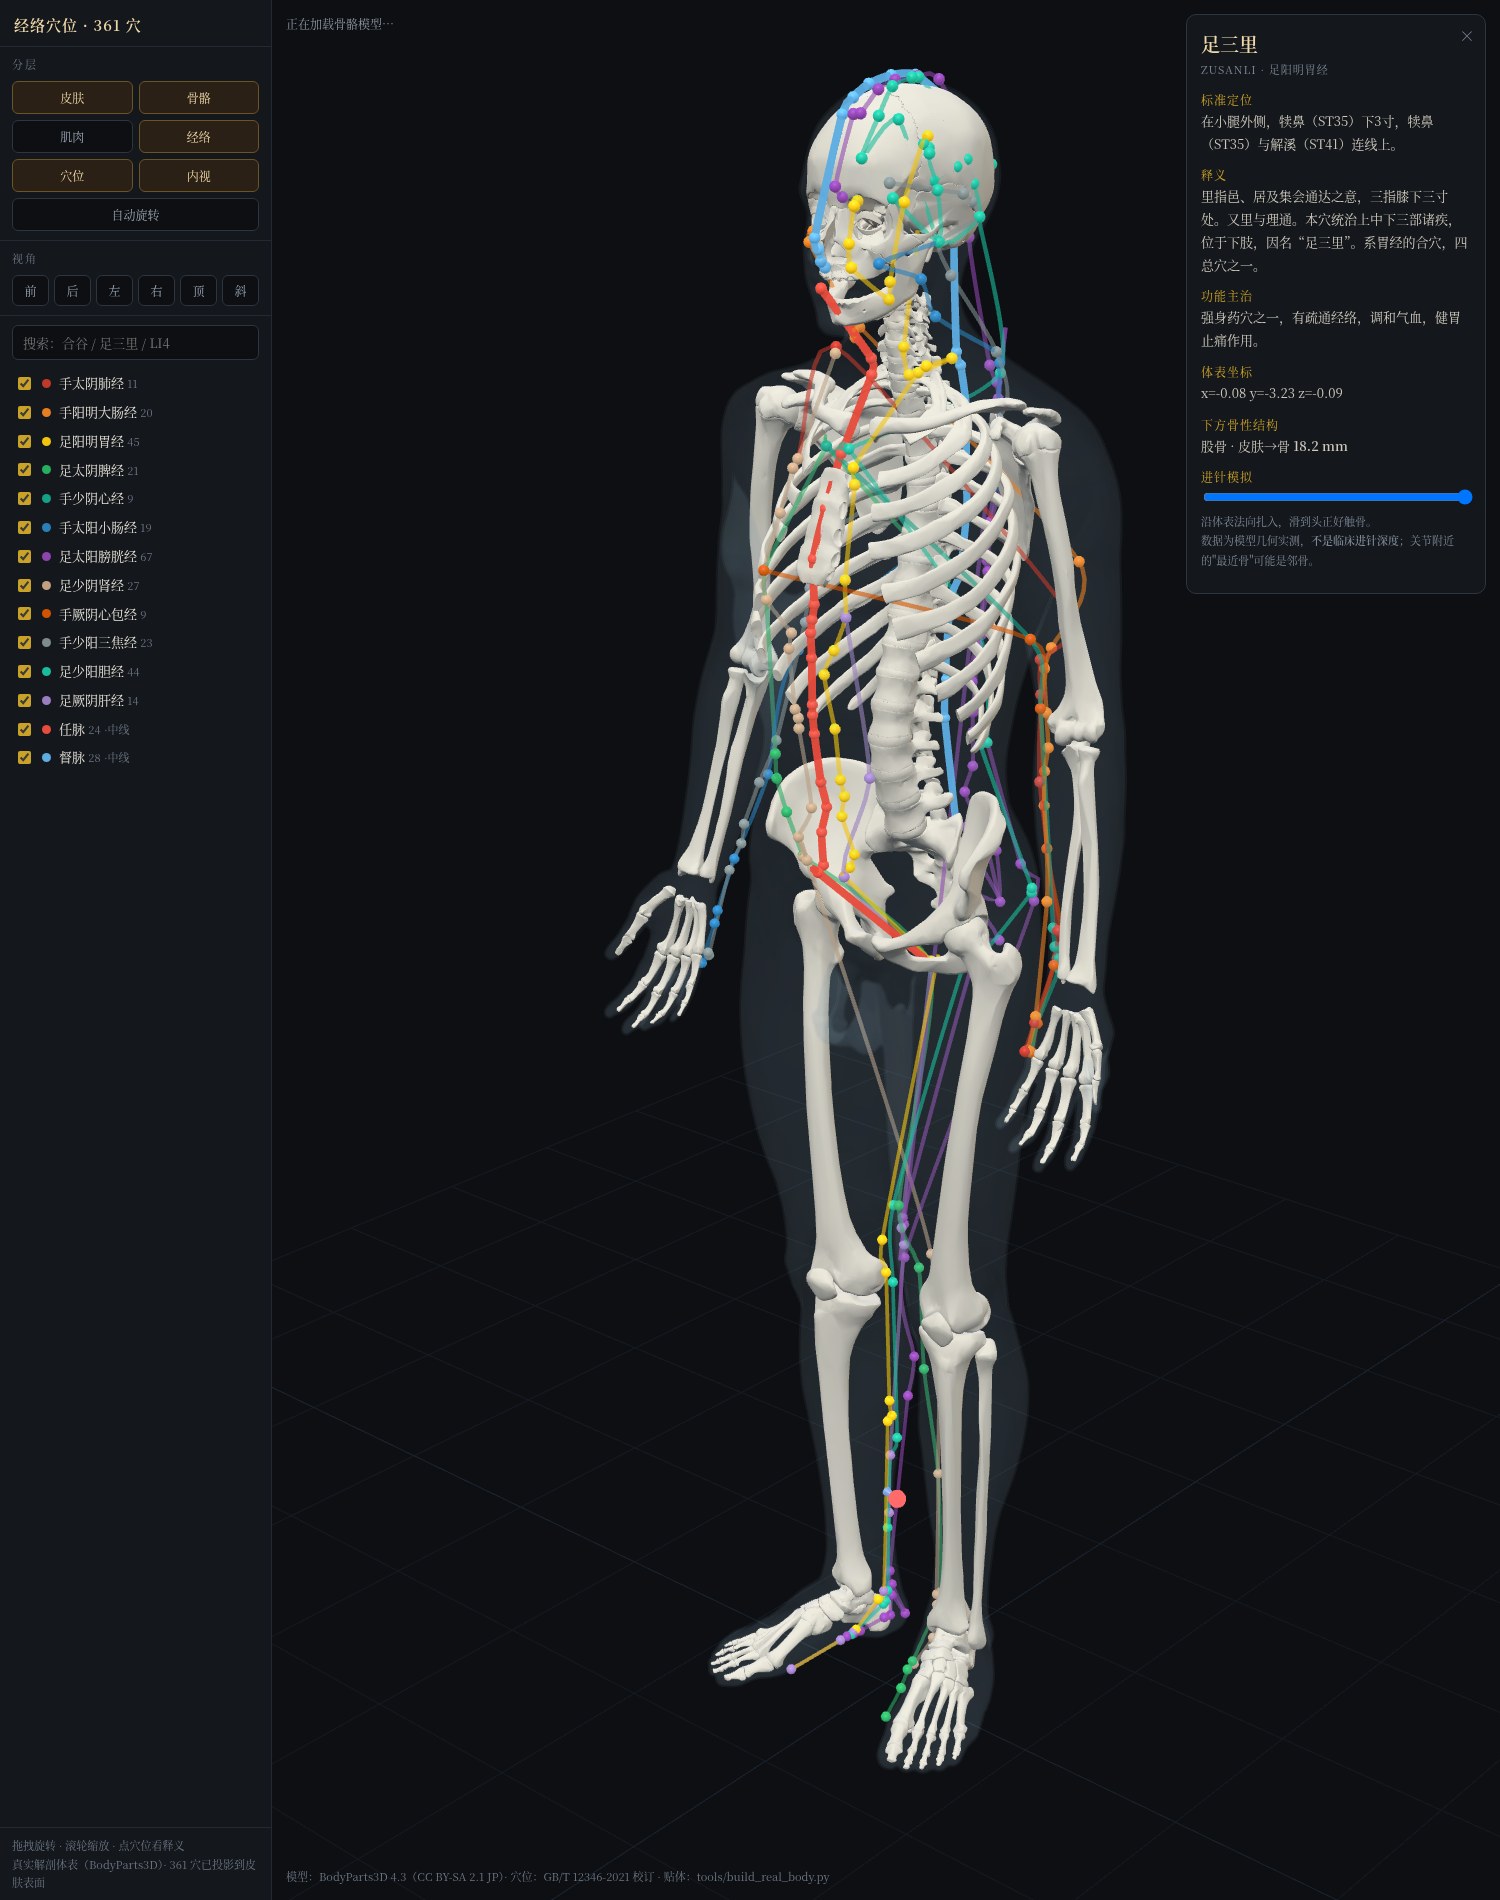 经络穴位 · 361 穴
分层
皮肤
骨骼
肌肉
经络
穴位
内视
自动旋转
视角
前
后
左
右
顶
斜
搜索：合谷 / 足三里 / LI4
手太阴肺经 11
手阳明大肠经 20
足阳明胃经 45
足太阴脾经 21
手少阴心经 9
手太阳小肠经 19
足太阳膀胱经 67
足少阴肾经 27
手厥阴心包经 9
手少阳三焦经 23
足少阳胆经 44
足厥阴肝经 14
任脉 24 ·中线
督脉 28 ·中线
拖拽旋转 · 滚轮缩放 · 点穴位看释义
真实解剖体表（BodyParts3D）· 361 穴已投影到皮
肤表面
正在加载骨骼模型…
模型：BodyParts3D 4.3（CC BY-SA 2.1 JP）· 穴位：GB/T 12346-2021 校订 · 贴体：tools/build_real_body.py
足三里
ZUSANLI · 足阳明胃经
标准定位
在小腿外侧，犊鼻（ST35）下3寸，犊鼻
（ST35）与解溪（ST41）连线上。
释义
里指邑、居及集会通达之意，三指膝下三寸
处。又里与理通。本穴统治上中下三部诸疾，
位于下肢，因名“足三里”。系胃经的合穴，四
总穴之一。
功能主治
强身药穴之一，有疏通经络，调和气血，健胃
止痛作用。
体表坐标
x=-0.08 y=-3.23 z=-0.09
下方骨性结构
股骨 · 皮肤→骨 18.2 mm
进针模拟
沿体表法向扎入，滑到头正好触骨。
数据为模型几何实测，不是临床进针深度；关节附近
的"最近骨"可能是邻骨。